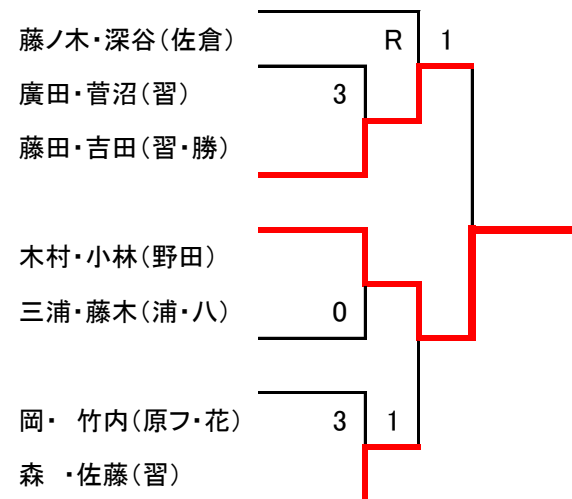 藤ノ木・深谷(佐倉) R 1
廣田・菅沼(習) 3
藤田・吉田(習・勝)
木村・小林(野田)
三浦・藤木(浦・八) 0
岡・ 竹内(原フ・花) 3 1
森 ・佐藤(習)